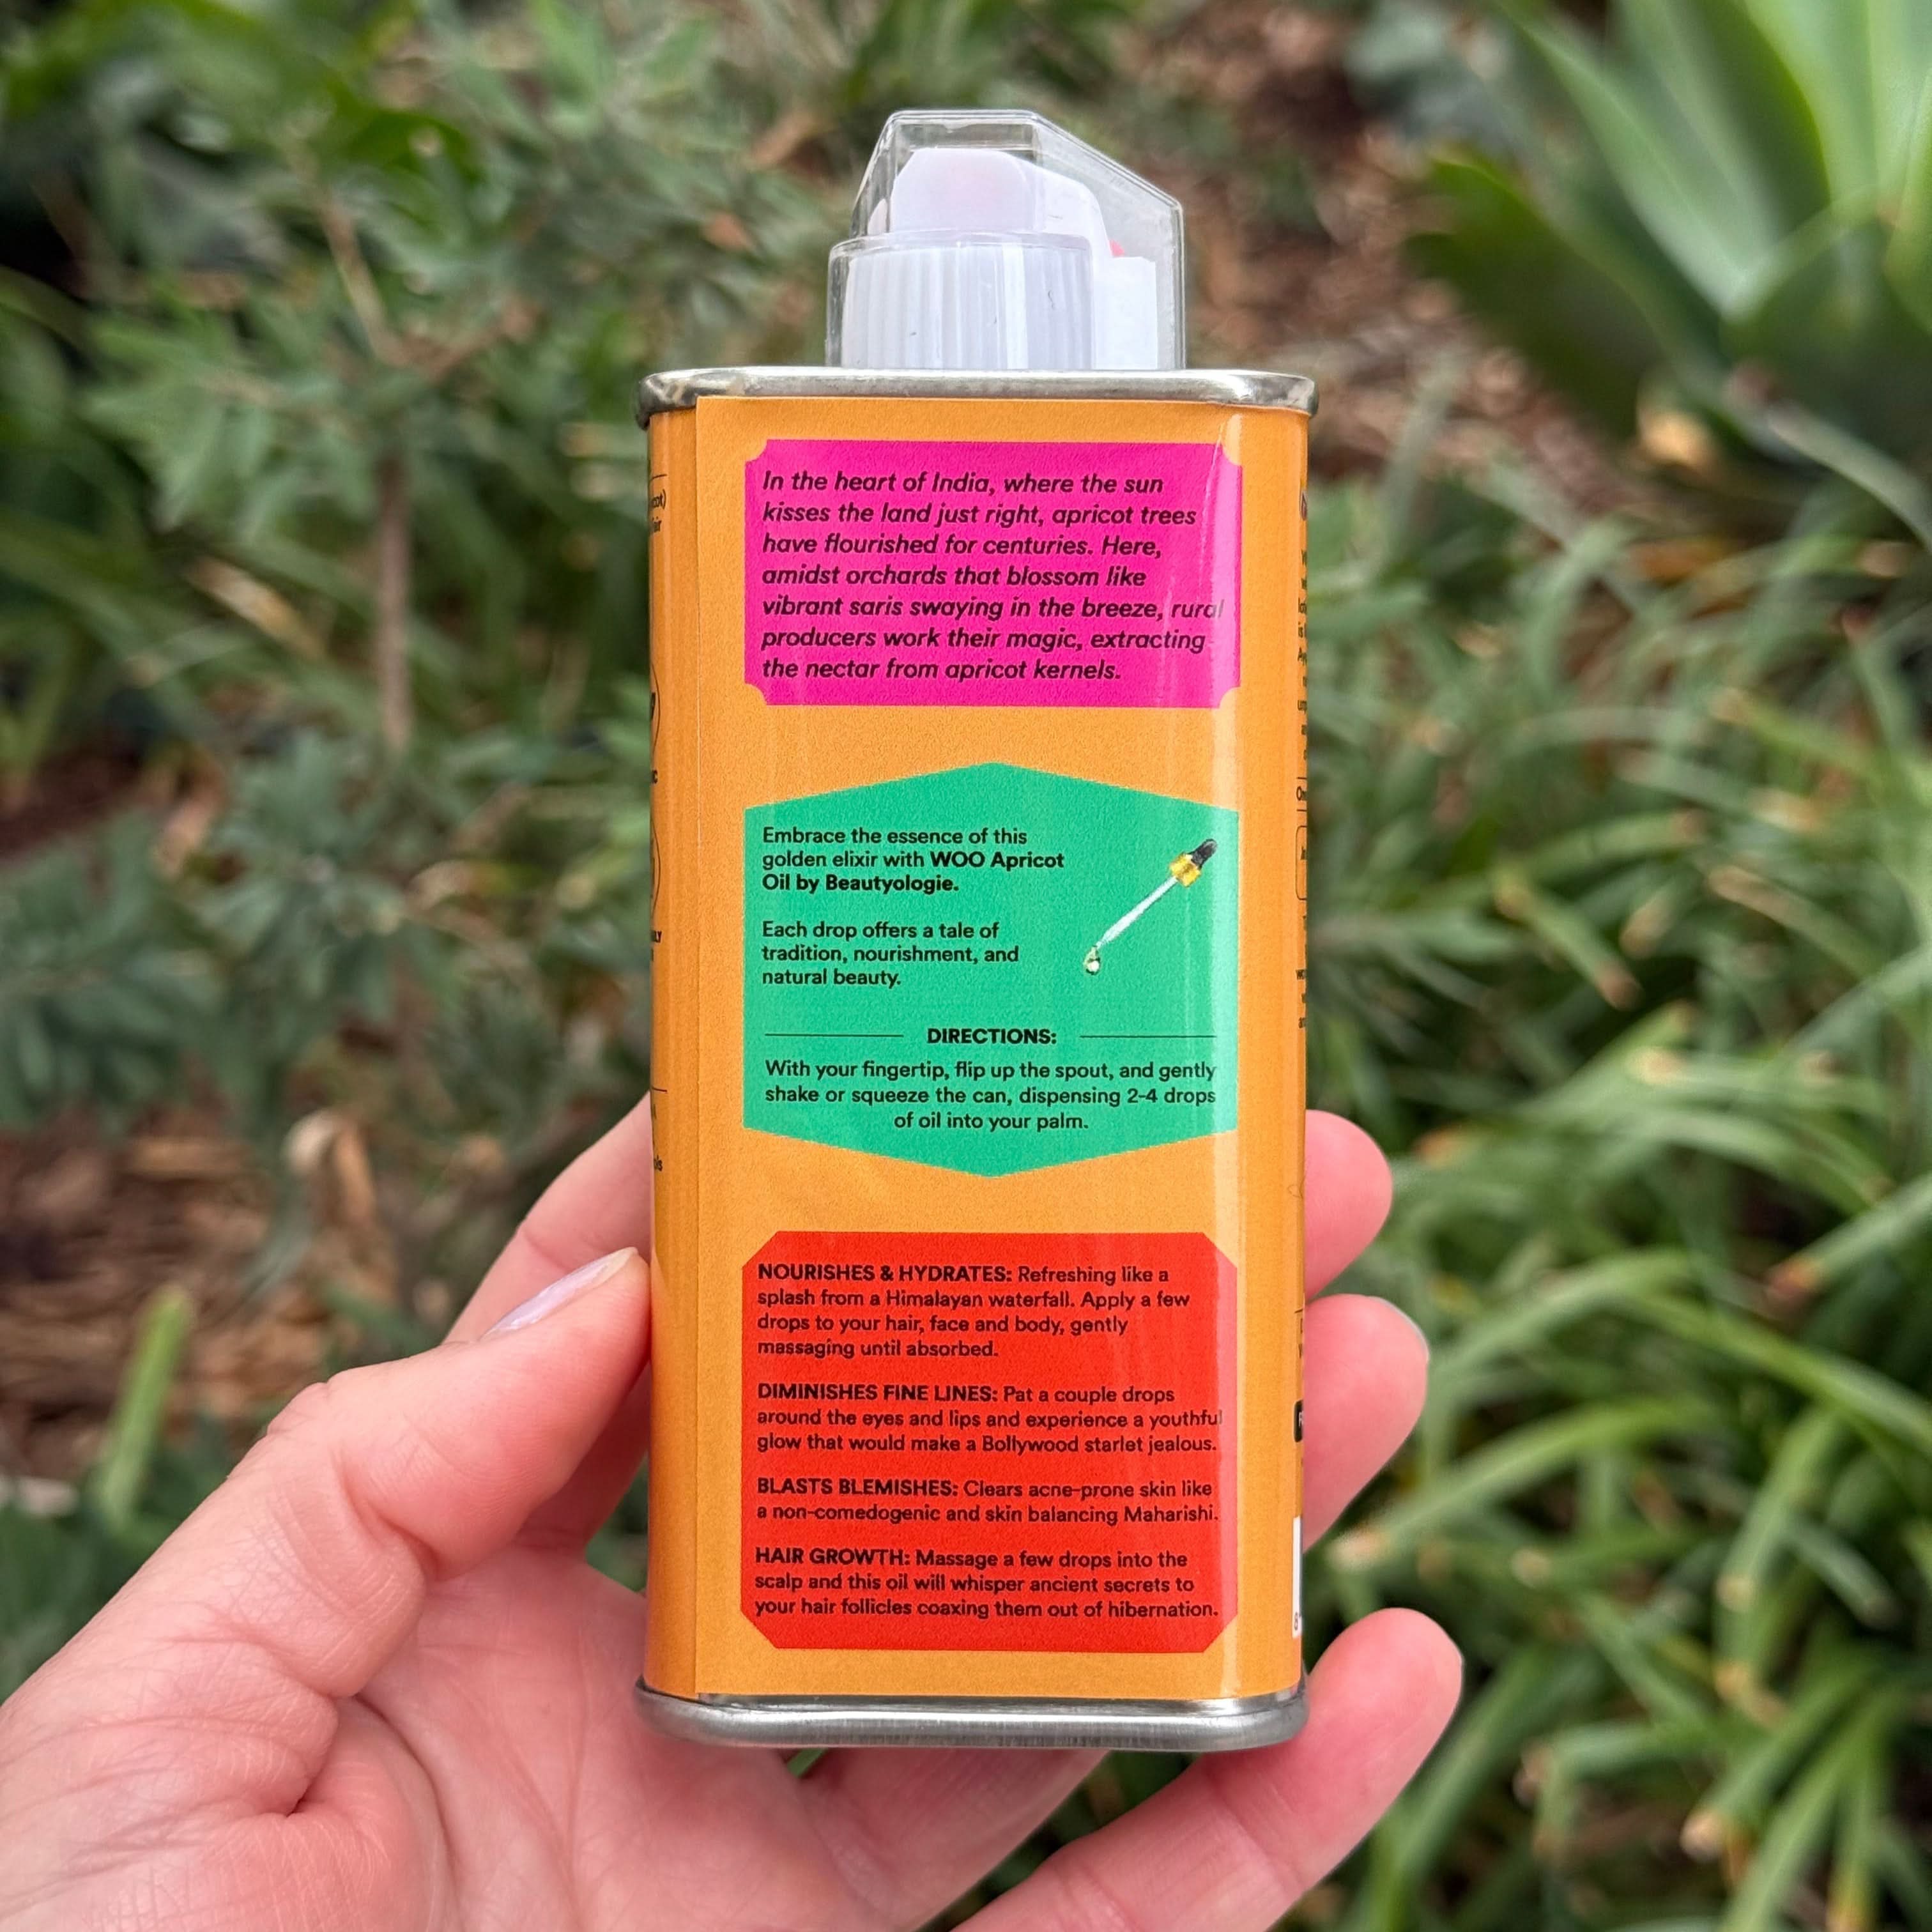 In the heart of India, where the sun
kisses the land just right, apricot trees
have flourished for centuries. Here,
amidst orchards that blossom like
vibrant saris swaying in the breeze, rural
producers work their magic, extracting
the nectar from apricot kernels.
Embrace the essence of this
golden elixir with WOO Apricot
Oil by Beautyologie.
Each drop offers a tale of
tradition, nourishment, and
natural beauty.
DIRECTIONS:
With your fingertip, flip up the spout, and gently
shake or squeeze the can, dispensing 2-4 drops
of oil into your palm.
NOURISHES & HYDRATES: Refreshing like a
splash from a Himalayan waterfall. Apply a few
drops to your hair, face and body, gently
massaging until absorbed.
DIMINISHES FINE LINES: Pat a couple drops
around the eyes and lips and experience a youthful
glow that would make a Bollywood starlet jealous.
BLASTS BLEMISHES: Clears acne-prone skin like
a non-comedogenic and skin balancing Maharishi.
HAIR GROWTH: Massage a few drops into the
scalp and this oil will whisper ancient secrets to
your hair follicles coaxing them out of hibernation.